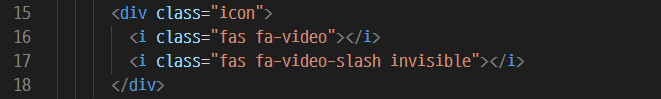 15 <div class="icon">
16 <i class="fas fa-video"></i>
17 <i class="fas fa-video-slash invisible"></i>
18 </div>